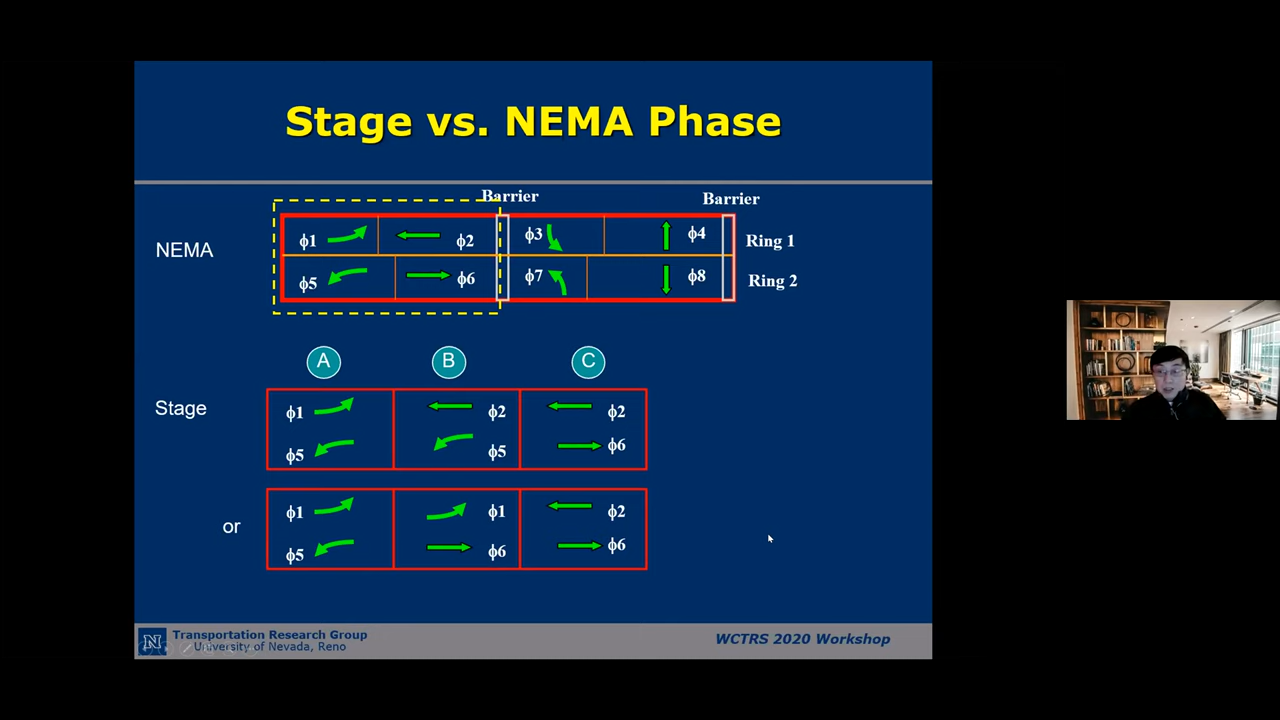 Stage vs. NEMA Phase
Barrier
Barrier
NEMA
ϕ1
ϕ2
ϕ3
ϕ4
Ring 1
ϕ5
ϕ6
ϕ7
ϕ8
Ring 2
A
B
C
Stage
ϕ1
ϕ2
ϕ2
ϕ5
ϕ5
ϕ6
or
ϕ1
ϕ1
ϕ2
ϕ5
ϕ6
ϕ6
N
Transportation Research Group
University of Nevada, Reno
WCTRS 2020 Workshop